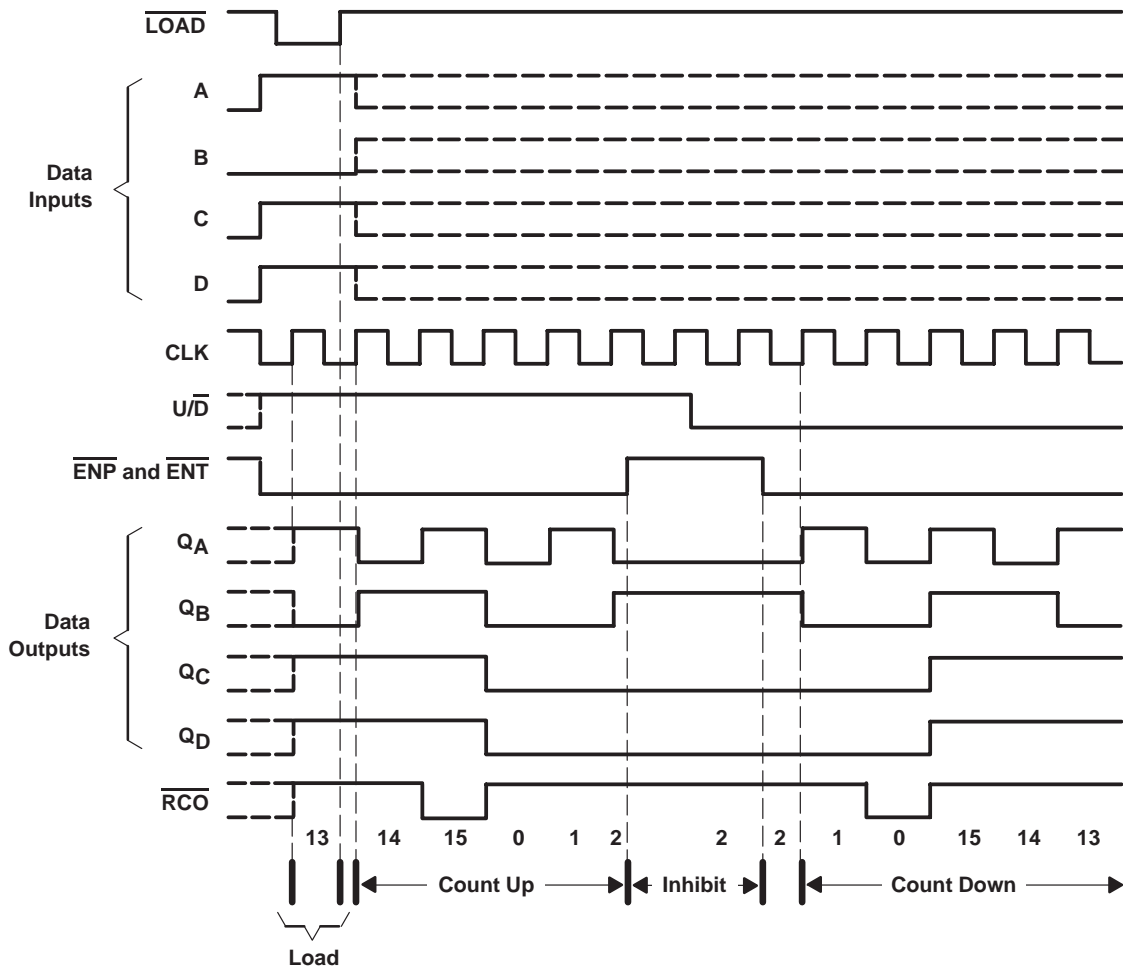 LOAD
A
B
Data
Inputs
C
D
CLK
U/D
ENP and ENT
QA
QB
Data
Outputs
QC
QD
RCO
13 14 15 0 1 2 2 2 1 0 15 14 13
Count Up Inhibit Count Down
Load